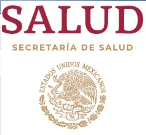 SALUD
SECRETARÍA DE SALUD
ESTADOS UNIDOS MEXICANOS